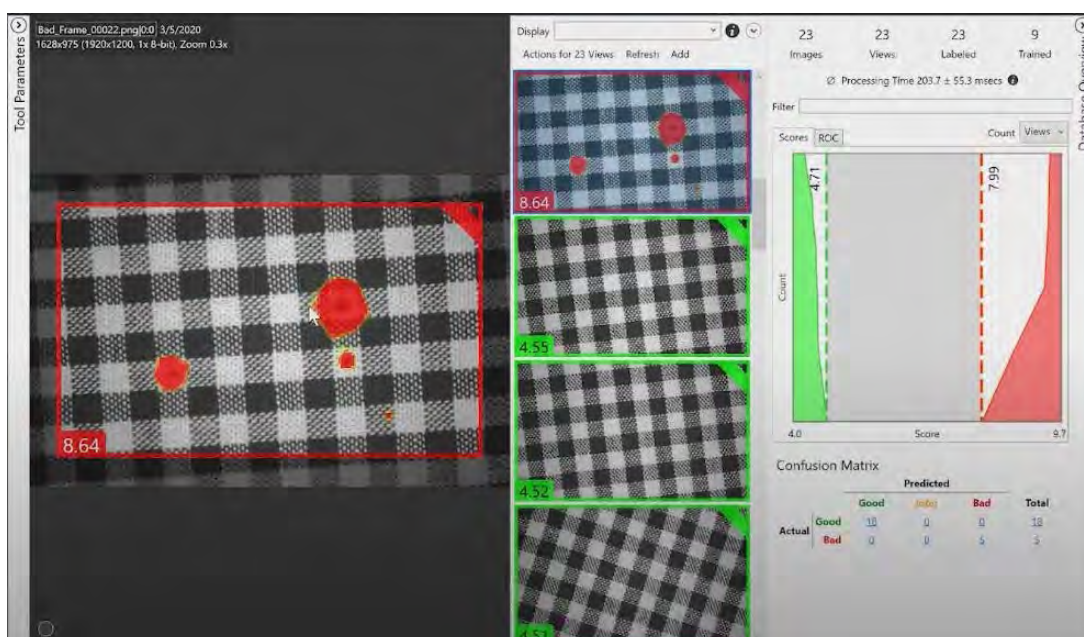 Tool Parameters
Bad_Frame_00022.png|0:0 3/5/2020
1628x975 (1920x1200, 1x 8-bit), Zoom 0.3x
8.64
Display
Actions for 23 Views Refresh Add
8.64
4.55
4.52
23 23 23 9
Images Views Labeled Trained
∅ Processing Time 203.7 ± 55.3 msecs
Filter
Scores ROC Count Views
4.71
7.99
Count
4.0 Score 9.7
Confusion Matrix
Predicted
Good Bad Total
Actual Good 18 0 0 18
Bad 0 0 5 5
Database Overview